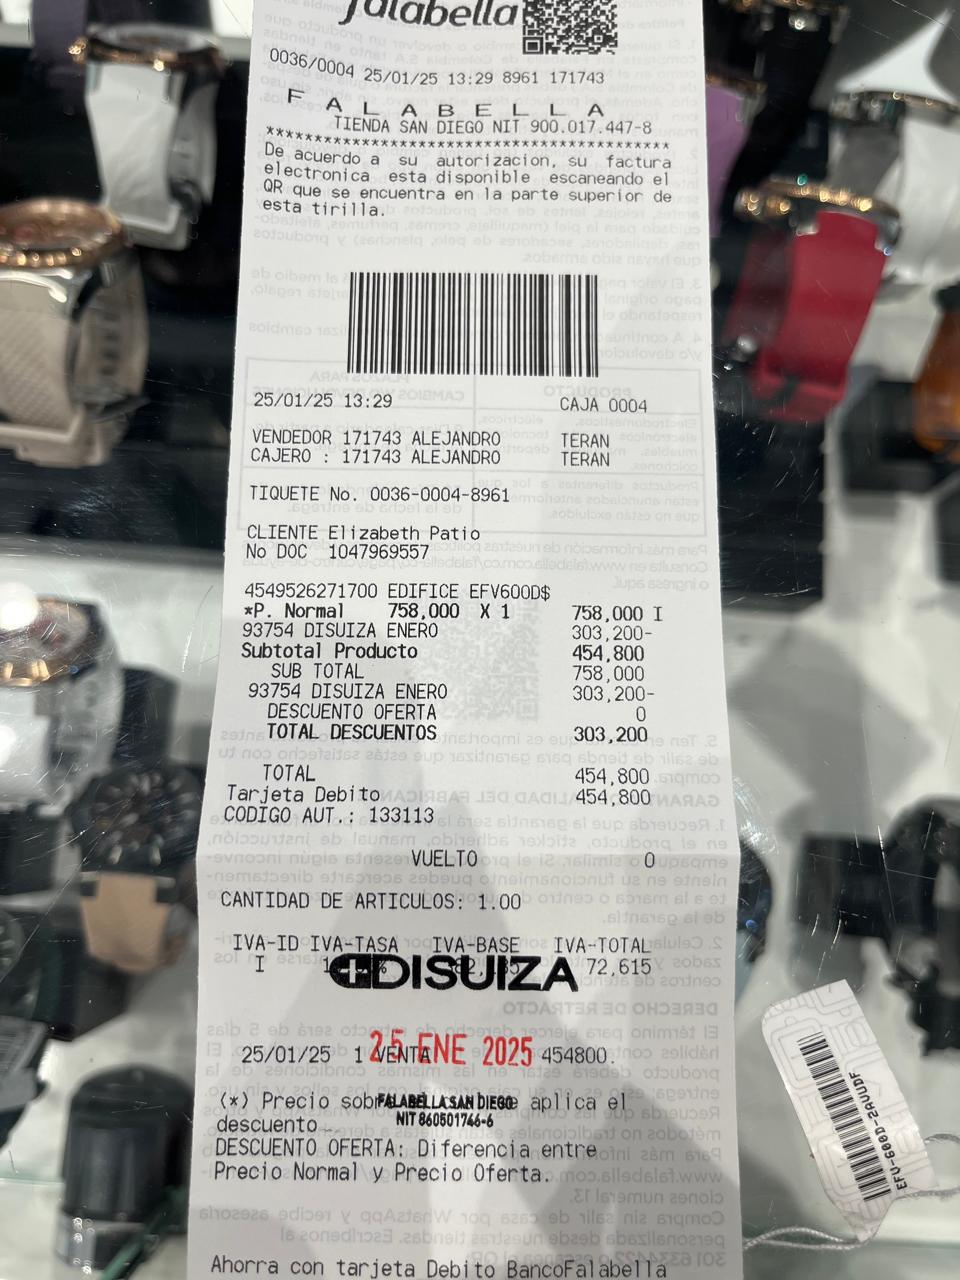 falabella
0036/0004 25/01/25 13:29 8961 171743
F A L A B E L L A
TIENDA SAN DIEGO NIT 900.017.447-8
******************************************
De acuerdo a su autorizacion, su factura
electronica esta disponible escaneando el
QR que se encuentra en la parte superior de
esta tirilla.
25/01/25 13:29 CAJA 0004
VENDEDOR 171743 ALEJANDRO TERAN
CAJERO : 171743 ALEJANDRO TERAN
TIQUETE No. 0036-0004-8961
CLIENTE Elizabeth Patio
No DOC 1047969557
4549526271700 EDIFICE EFV600D$
*P. Normal 758,000 X 1 758,000 I
93754 DISUIZA ENERO 303,200-
Subtotal Producto 454,800
SUB TOTAL 758,000
93754 DISUIZA ENERO 303,200-
DESCUENTO OFERTA 0
TOTAL DESCUENTOS 303,200
TOTAL 454,800
Tarjeta Debito 454,800
CODIGO AUT.: 133113
VUELTO 0
CANTIDAD DE ARTICULOS: 1.00
IVA-ID IVA-TASA IVA-BASE IVA-TOTAL
I 72,615
DISUIZA
25 ENE 2025
25/01/25 1 VENTA 454800.
(*) Precio aplica el
FALABELLA SAN DIEGO
NIT 860501746-6
descuento
DESCUENTO OFERTA: Diferencia entre
Precio Normal y Precio Oferta.
Ahorra con tarjeta Debito BancoFalabella
EFV-600D-2AVUDF